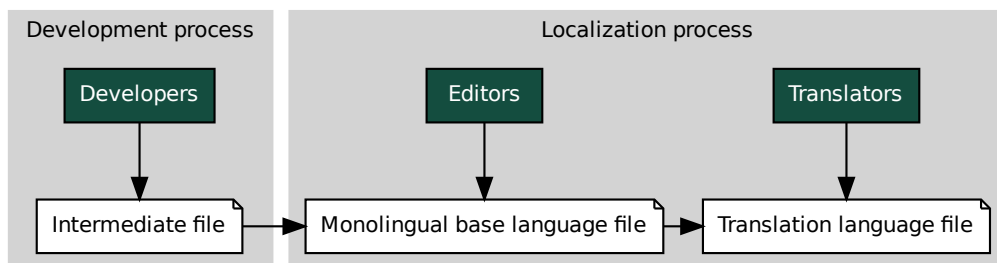 Development process
Localization process
Developers
Editors
Translators
Intermediate file
Monolingual base language file
Translation language file